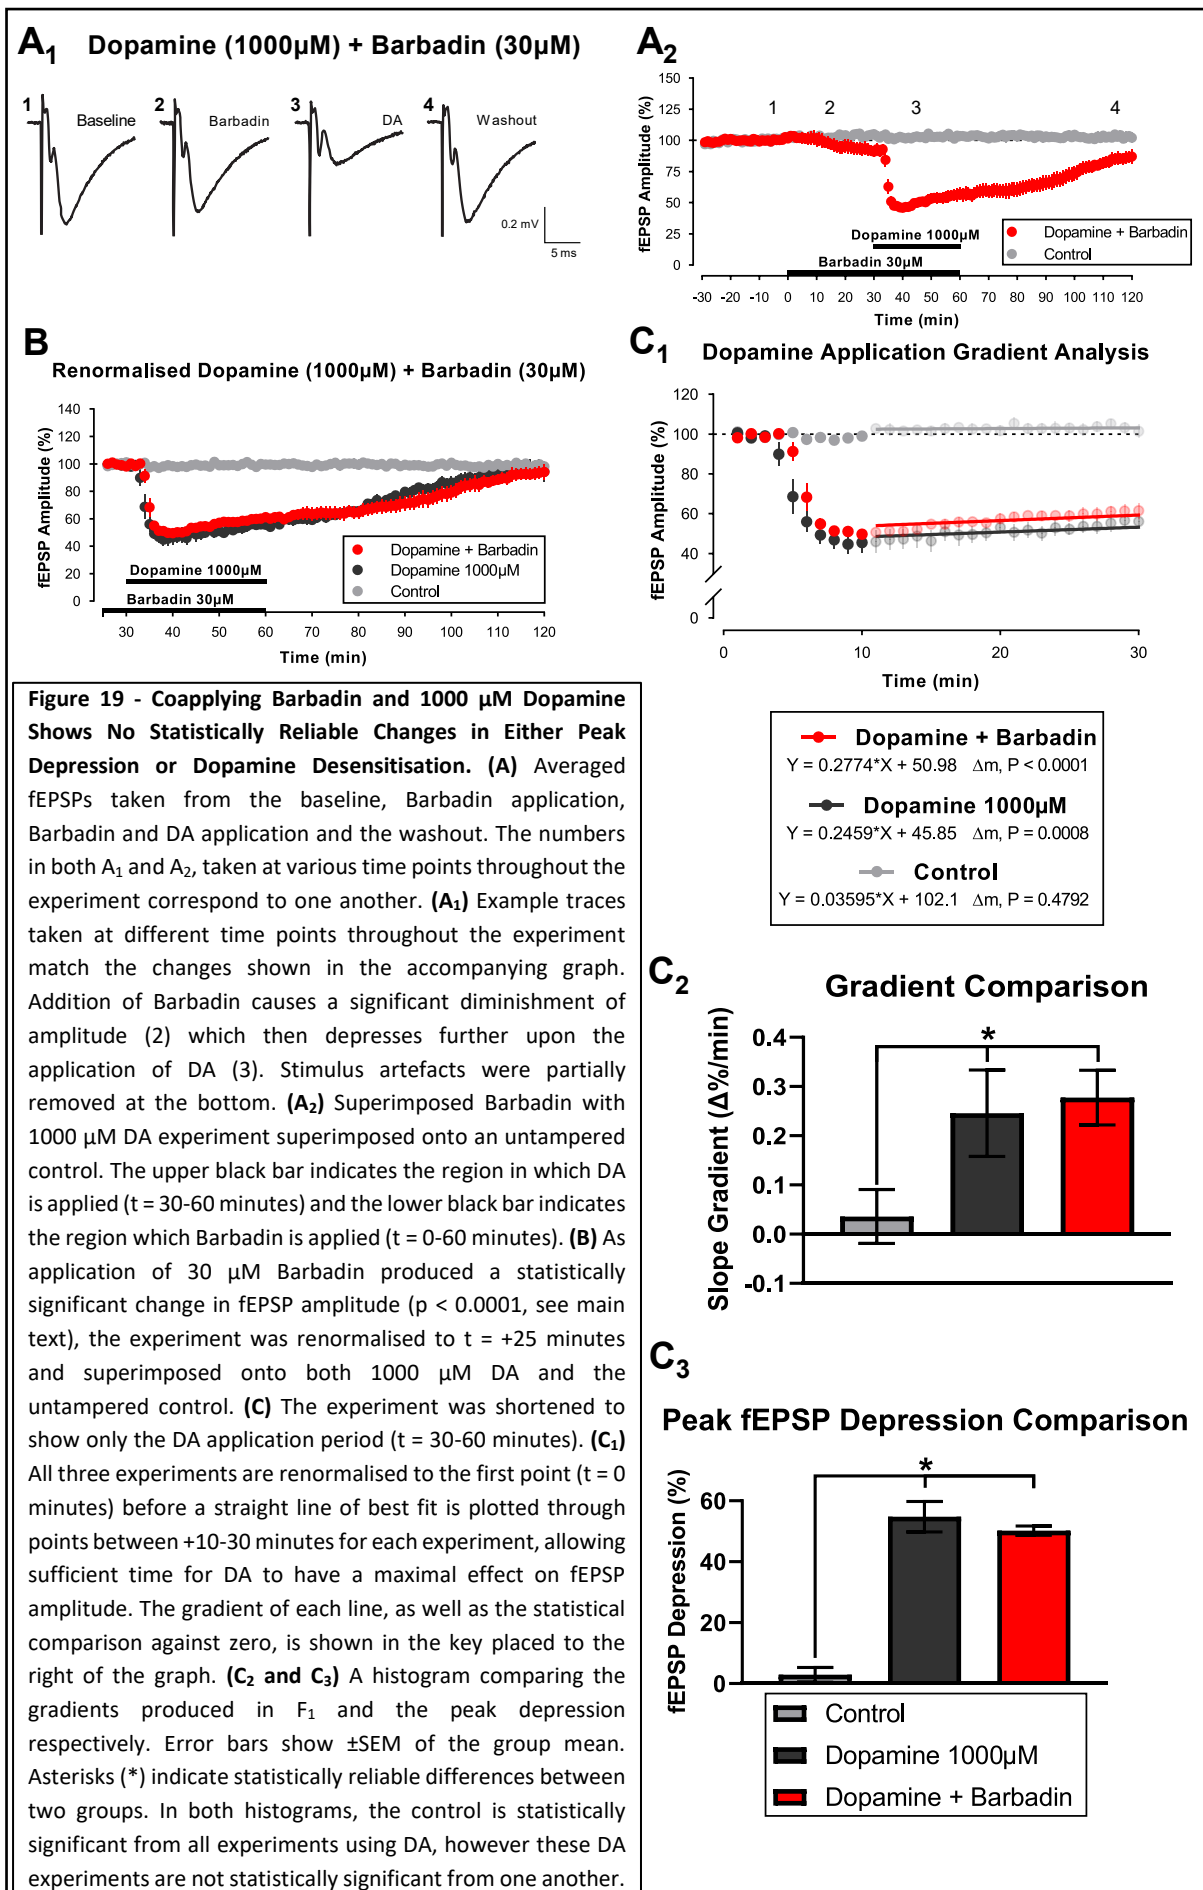 A1 Dopamine (1000µM) + Barbadin (30µM)
1 Baseline
2 Barbadin
3 DA
4 Washout
0.2 mV
5 ms
A2
fEPSP Amplitude (%)
150
125
100
75
50
25
0
1 2 3 4
Dopamine 1000µM
Barbadin 30µM
Dopamine + Barbadin
Control
-30 -20 -10 0 10 20 30 40 50 60 70 80 90 100 110 120
Time (min)
B
Renormalised Dopamine (1000µM) + Barbadin (30µM)
fEPSP Amplitude (%)
140
120
100
80
60
40
20
0
Dopamine 1000µM
Barbadin 30µM
Dopamine + Barbadin
Dopamine 1000µM
Control
30 40 50 60 70 80 90 100 110 120
Time (min)
C1 Dopamine Application Gradient Analysis
fEPSP Amplitude (%)
120
100
80
60
40
0
0 10 20 30
Time (min)
Dopamine + Barbadin
Y = 0.2774*X + 50.98 Δm, P < 0.0001
Dopamine 1000µM
Y = 0.2459*X + 45.85 Δm, P = 0.0008
Control
Y = 0.03595*X + 102.1 Δm, P = 0.4792
C2 Gradient Comparison
Slope Gradient (Δ%/min)
0.4
0.3
0.2
0.1
0.0
-0.1
*
C3
Peak fEPSP Depression Comparison
fEPSP Depression (%)
60
40
20
0
*
Control
Dopamine 1000µM
Dopamine + Barbadin
Figure 19 - Coapplying Barbadin and 1000 µM Dopamine
Shows No Statistically Reliable Changes in Either Peak
Depression or Dopamine Desensitisation. (A) Averaged
fEPSPs taken from the baseline, Barbadin application,
Barbadin and DA application and the washout. The numbers
in both A1 and A2, taken at various time points throughout the
experiment correspond to one another. (A1) Example traces
taken at different time points throughout the experiment
match the changes shown in the accompanying graph.
Addition of Barbadin causes a significant diminishment of
amplitude (2) which then depresses further upon the
application of DA (3). Stimulus artefacts were partially
removed at the bottom. (A2) Superimposed Barbadin with
1000 µM DA experiment superimposed onto an untampered
control. The upper black bar indicates the region in which DA
is applied (t = 30-60 minutes) and the lower black bar indicates
the region which Barbadin is applied (t = 0-60 minutes). (B) As
application of 30 µM Barbadin produced a statistically
significant change in fEPSP amplitude (p < 0.0001, see main
text), the experiment was renormalised to t = +25 minutes
and superimposed onto both 1000 µM DA and the
untampered control. (C) The experiment was shortened to
show only the DA application period (t = 30-60 minutes). (C1)
All three experiments are renormalised to the first point (t = 0
minutes) before a straight line of best fit is plotted through
points between +10-30 minutes for each experiment, allowing
sufficient time for DA to have a maximal effect on fEPSP
amplitude. The gradient of each line, as well as the statistical
comparison against zero, is shown in the key placed to the
right of the graph. (C2 and C3) A histogram comparing the
gradients produced in F1 and the peak depression
respectively. Error bars show ±SEM of the group mean.
Asterisks (*) indicate statistically reliable differences between
two groups. In both histograms, the control is statistically
significant from all experiments using DA, however these DA
experiments are not statistically significant from one another.